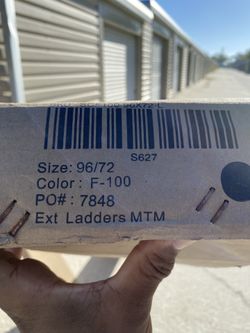 S627
Size: 96/72
Color: F-100
PO#: 7848
Ext Ladders MTM